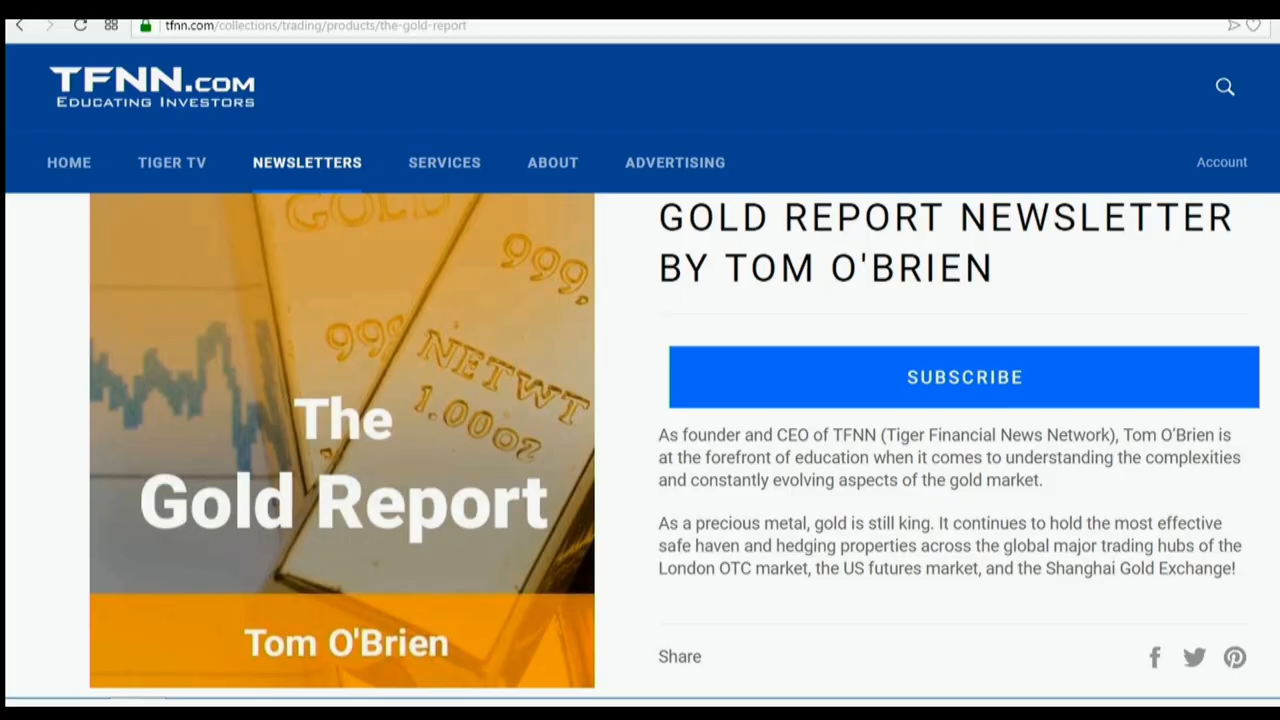 tfnn.com/collections/trading/products/the-gold-report
TFNN.COM
EDUCATING INVESTORS
HOME TIGER TV NEWSLETTERS SERVICES ABOUT ADVERTISING Account
GOLD
999,
999
NETWT
1.00oz
The
Gold Report
Tom O'Brien
GOLD REPORT NEWSLETTER
BY TOM O'BRIEN
SUBSCRIBE
As founder and CEO of TFNN (Tiger Financial News Network), Tom O’Brien is
at the forefront of education when it comes to understanding the complexities
and constantly evolving aspects of the gold market.
As a precious metal, gold is still king. It continues to hold the most effective
safe haven and hedging properties across the global major trading hubs of the
London OTC market, the US futures market, and the Shanghai Gold Exchange!
Share